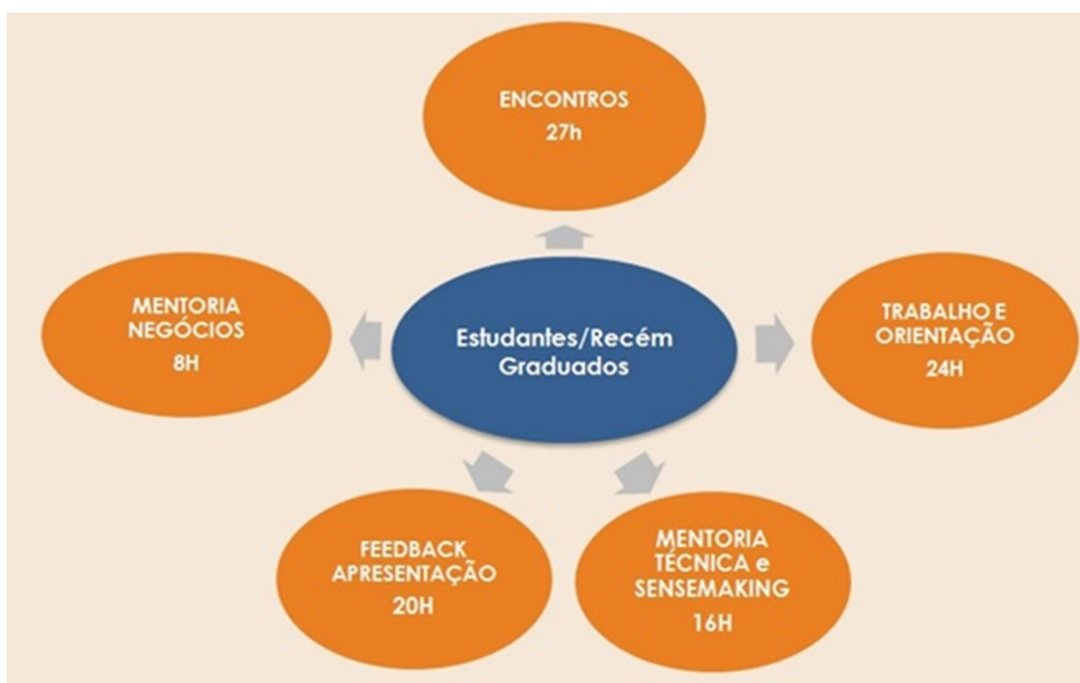 ENCONTROS
27h
MENTORIA
NEGÓCIOS
8H
Estudantes/Recém
Graduados
TRABALHO E
ORIENTAÇÃO
24H
FEEDBACK
APRESENTAÇÃO
20H
MENTORIA
TÉCNICA e
SENSEMAKING
16H